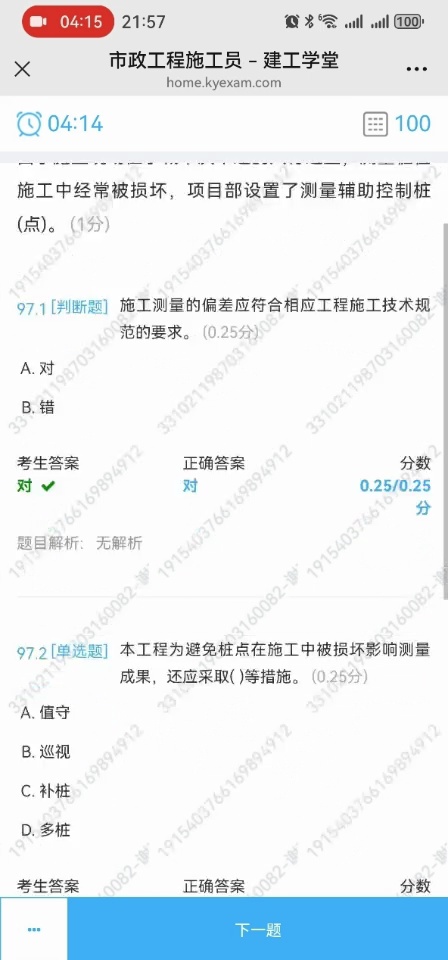 04:15 21:57 100
市政工程施工员 - 建工学堂
home.kyexam.com
04:14 100
施工中经常被损坏，项目部设置了测量辅助控制桩
(点)。(1分)
97.1 [判断题] 施工测量的偏差应符合相应工程施工技术规
范的要求。(0.25分)
A. 对
B. 错
考生答案 正确答案 分数
对 对 0.25/0.25
分
题目解析: 无解析
97.2 [单选题] 本工程为避免桩点在施工中被损坏影响测量
成果，还应采取( )等措施。(0.25分)
A. 值守
B. 巡视
C. 补桩
D. 多桩
考生答案 正确答案 分数
下一题